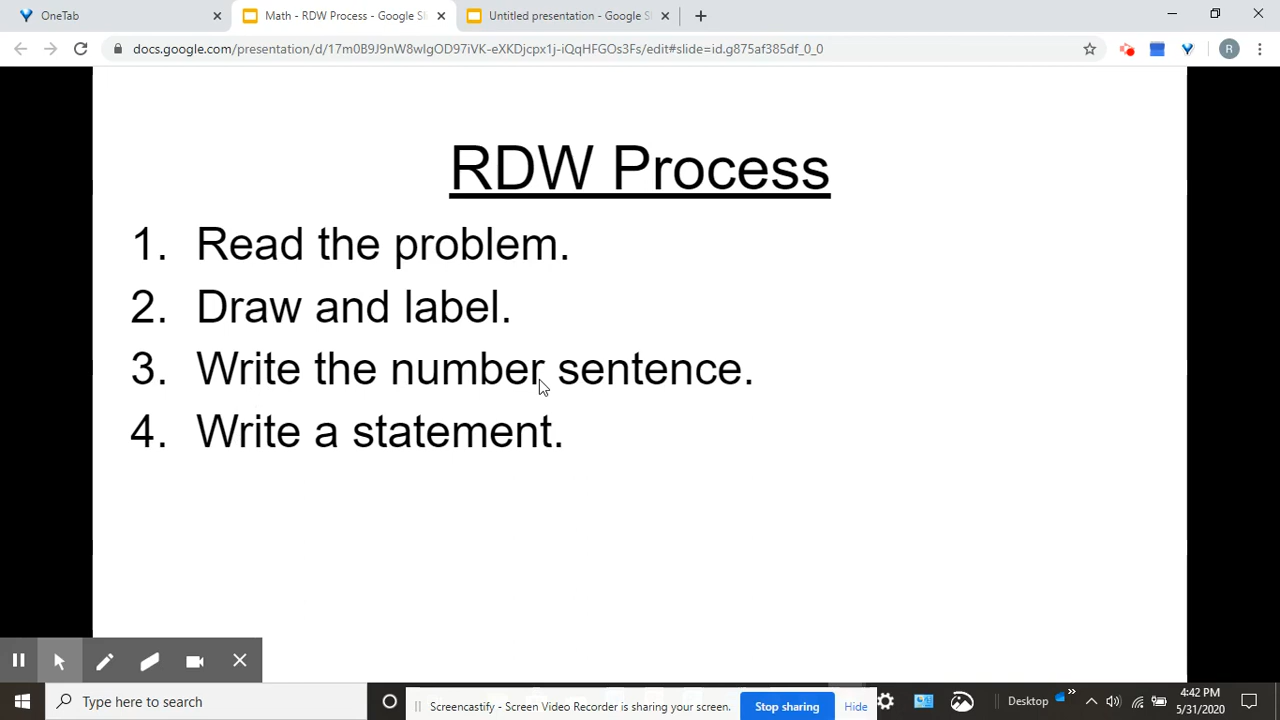 OneTab
Math - RDW Process - Google Sli
Untitled presentation - Google S
docs.google.com/presentation/d/17m0B9J9nW8wIgOD97iVK-eXKDjcpx1j-iQqHFGOs3Fs/edit#slide=id.g875af385df_0_0
R
RDW Process
1. Read the problem.
2. Draw and label.
3. Write the number sentence.
4. Write a statement.
Type here to search
Screencastify - Screen Video Recorder is sharing your screen.
Stop sharing
Hide
Desktop
4:42 PM
5/31/2020